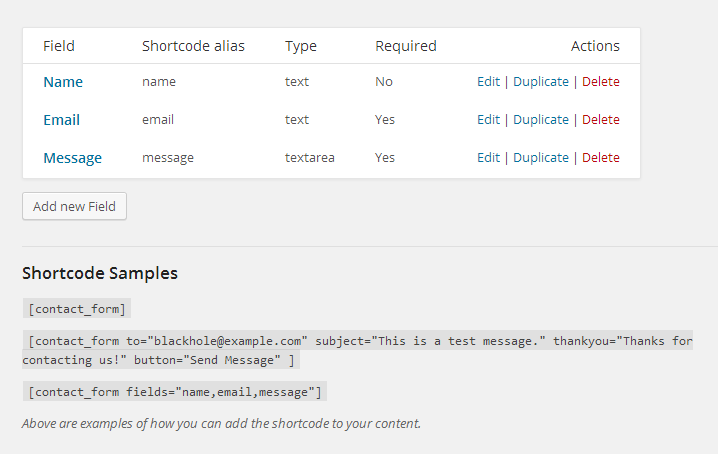 Field Shortcode alias Type Required Actions
Name name text No Edit | Duplicate | Delete
Email email text Yes Edit | Duplicate | Delete
Message message textarea Yes Edit | Duplicate | Delete
Add new Field
Shortcode Samples
[contact_form]
[contact_form to="blackhole@example.com" subject="This is a test message." thankyou="Thanks for
contacting us!" button="Send Message" ]
[contact_form fields="name,email,message"]
Above are examples of how you can add the shortcode to your content.